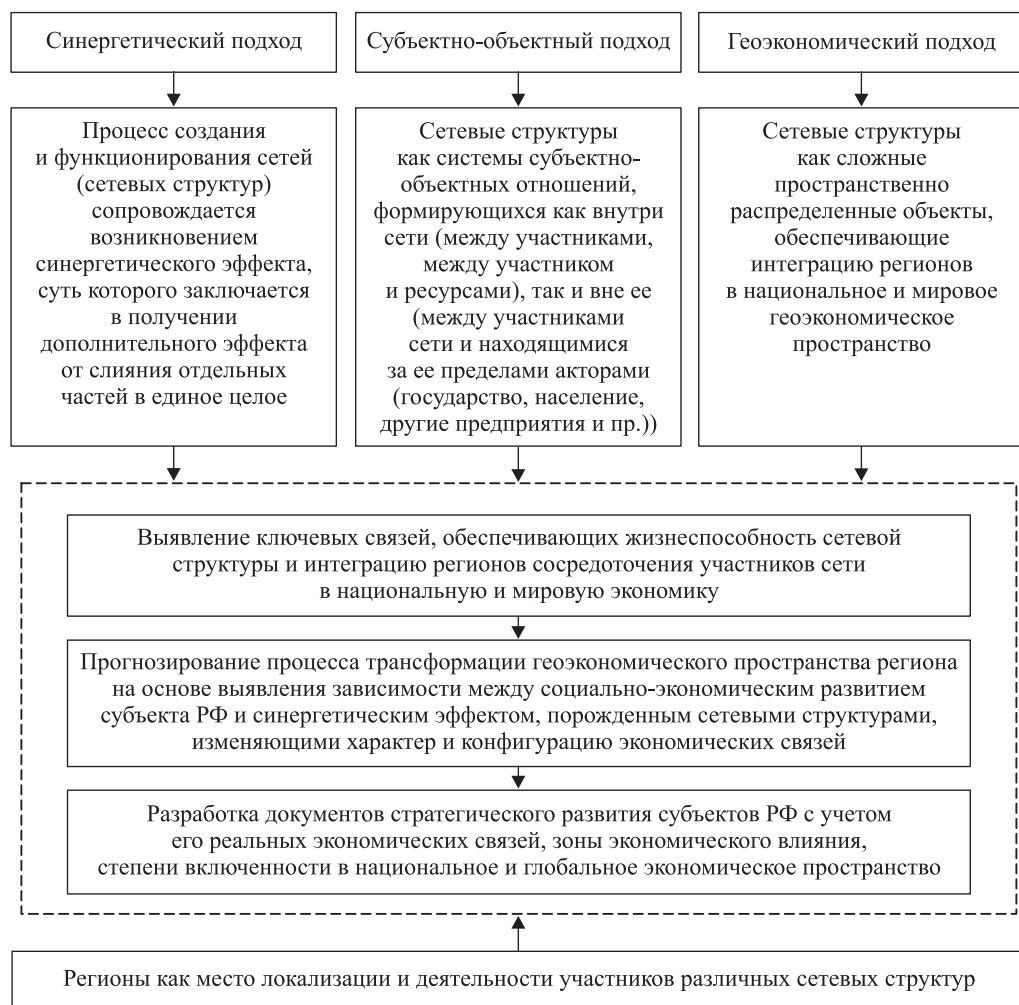 Синергетический подход
Субъектно-объектный подход
Геоэкономический подход
Процесс создания
и функционирования сетей
(сетевых структур)
сопровождается
возникновением
синергетического эффекта,
суть которого заключается
в получении
дополнительного эффекта
от слияния отдельных
частей в единое целое
Сетевые структуры
как системы субъектно-
объектных отношений,
формирующихся как внутри
сети (между участниками,
между участником
и ресурсами), так и вне ее
(между участниками
сети и находящимися
за ее пределами акторами
(государство, население,
другие предприятия и пр.))
Сетевые структуры
как сложные
пространственно
распределенные объекты,
обеспечивающие
интеграцию регионов
в национальное и мировое
геоэкономическое
пространство
Выявление ключевых связей, обеспечивающих жизнеспособность сетевой
структуры и интеграцию регионов сосредоточения участников сети
в национальную и мировую экономику
Прогнозирование процесса трансформации геоэкономического пространства региона
на основе выявления зависимости между социально-экономическим развитием
субъекта РФ и синергетическим эффектом, порожденным сетевыми структурами,
изменяющими характер и конфигурацию экономических связей
Разработка документов стратегического развития субъектов РФ с учетом
его реальных экономических связей, зоны экономического влияния,
степени включенности в национальное и глобальное экономическое пространство
Регионы как место локализации и деятельности участников различных сетевых структур